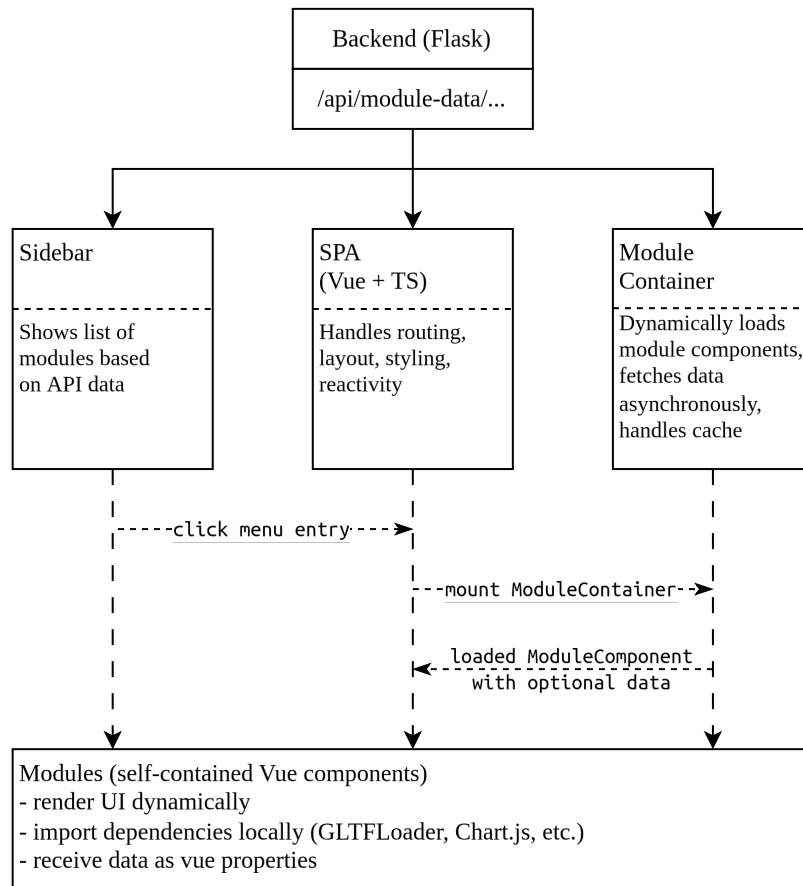 Backend (Flask)
/api/module-data/...
Sidebar
Shows list of
modules based
on API data
SPA
(Vue + TS)
Handles routing,
layout, styling,
reactivity
Module
Container
Dynamically loads
module components,
fetches data
asynchronously,
handles cache
click menu entry
mount ModuleContainer
loaded ModuleComponent
with optional data
Modules (self-contained Vue components)
- render UI dynamically
- import dependencies locally (GLTFLoader, Chart.js, etc.)
- receive data as vue properties